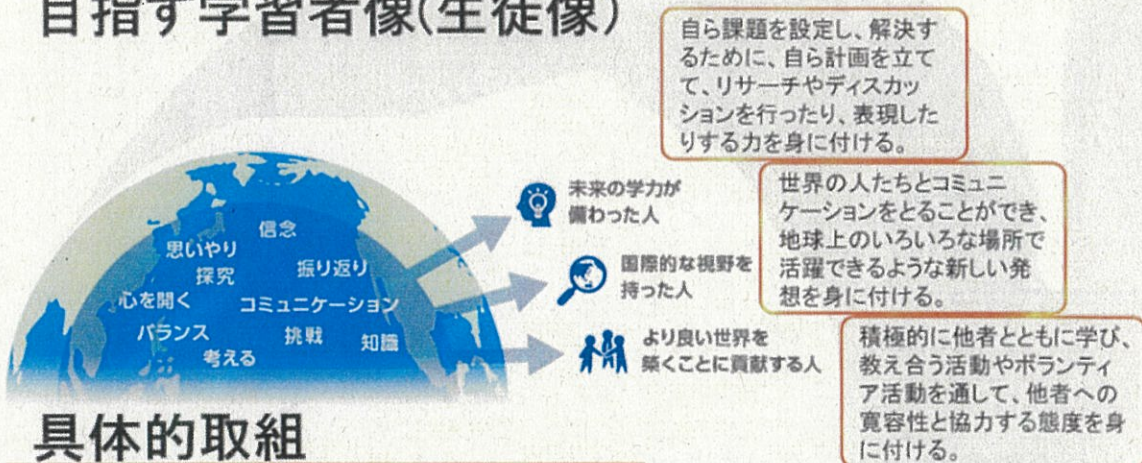 目指す学習者像(生徒像)
自ら課題を設定し、解決す
るために、自ら計画を立て
て、リサーチやディスカッ
ションを行ったり、表現した
りする力を身に付ける。
未来の学力が
備わった人
世界の人たちとコミュニ
ケーションをとることができ、
地球上のいろいろな場所で
活躍できるような新しい発
想を身に付ける。
国際的な視野を
持った人
より良い世界を
築くことに貢献する人
積極的に他者とともに学び、
教え合う活動やボランティ
ア活動を通して、他者への
寛容性と協力する態度を身
に付ける。
信念
思いやり
探究
振り返り
心を開く
コミュニケーション
バランス
挑戦
知識
考える
具体的取組